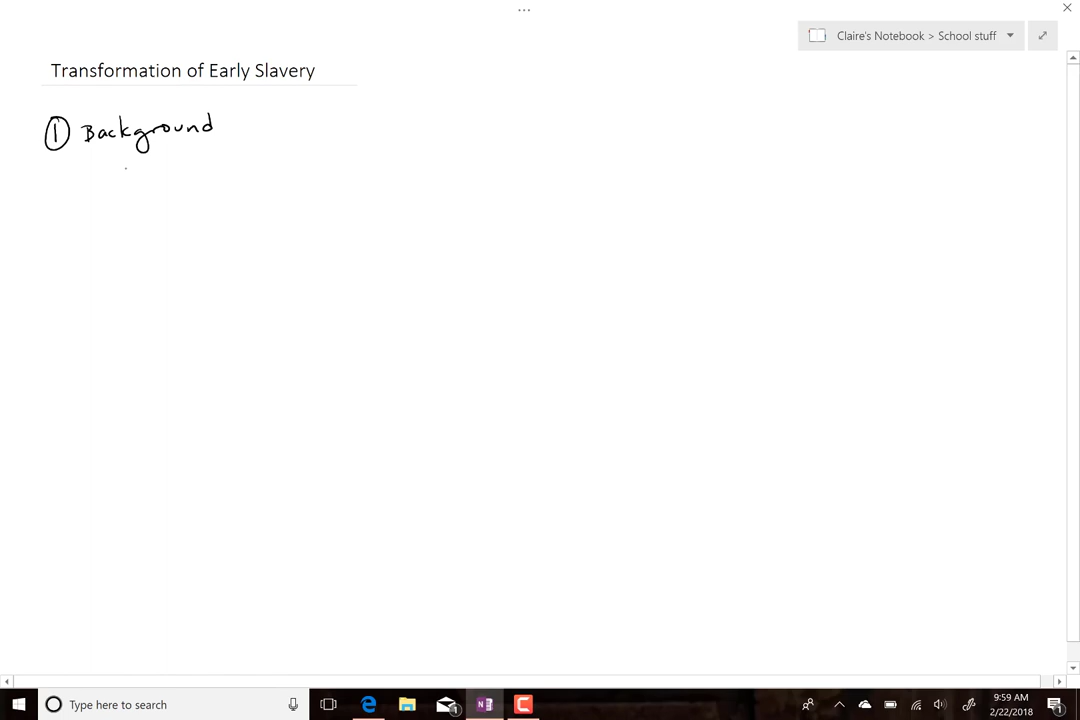 ...
Claire's Notebook > School stuff
Transformation of Early Slavery
① Background
Type here to search
9:59 AM
2/22/2018